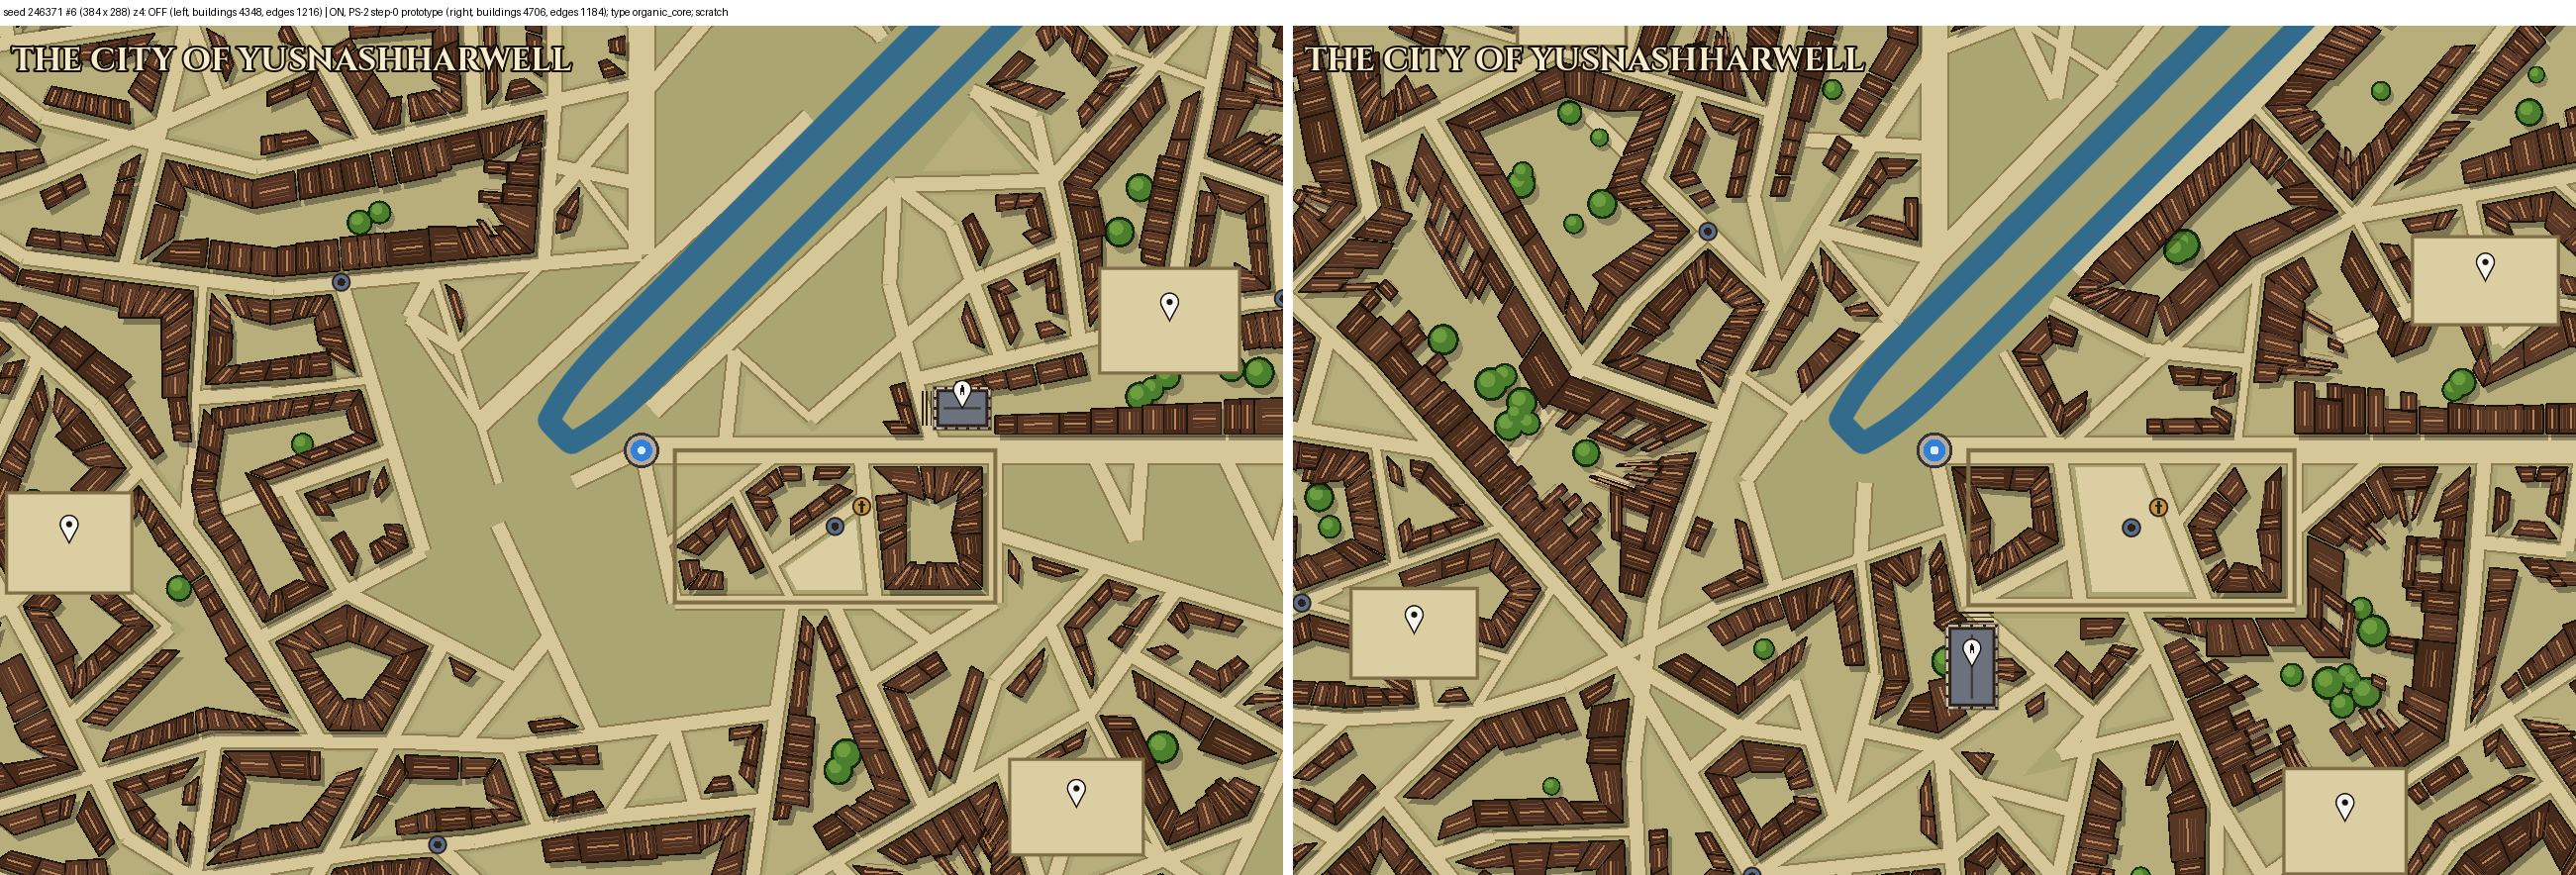 seed 246371 #6 (384 x 288) z4: OFF (left, buildings 4348, edges 1216) | ON, PS-2 step-0 prototype (right, buildings 4706, edges 1184); type organic_core; scratch
THE CITY OF YUSNASHHARWELL
THE CITY OF YUSNASHHARWELL